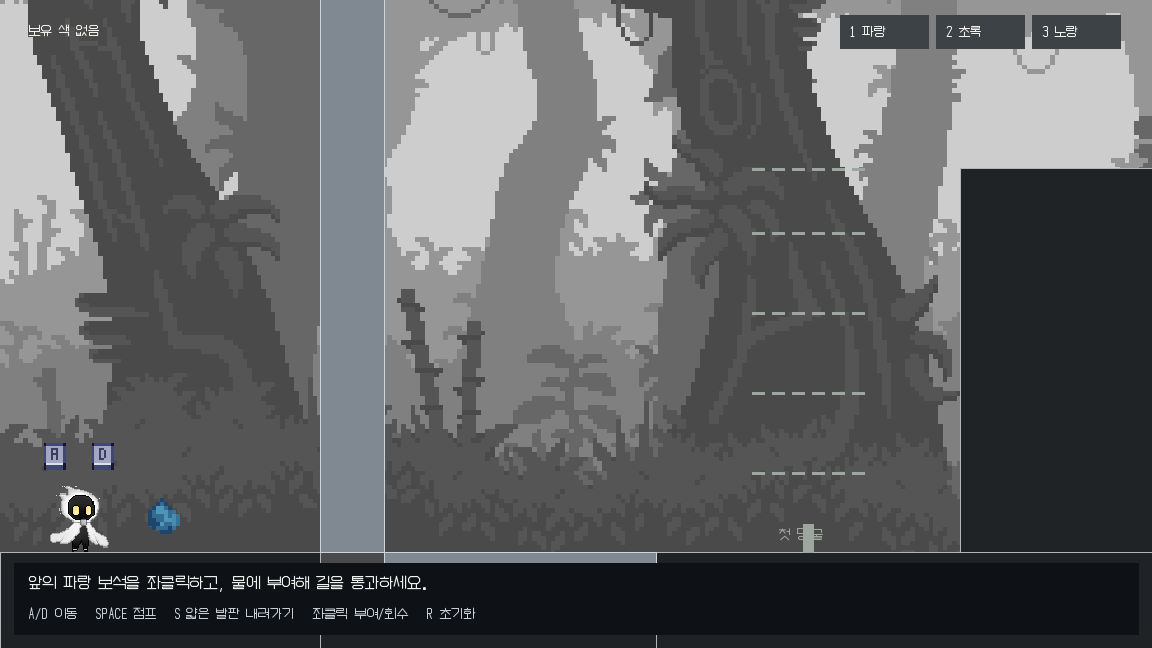 보유 색 없음
1 파랑
2 초록
3 노랑
A
D
앞의 파랑 보석을 좌클릭하고, 물에 부여해 길을 통과하세요.
A/D 이동 SPACE 점프 S 얇은 발판 내려가기 좌클릭 부여/회수 R 초기화